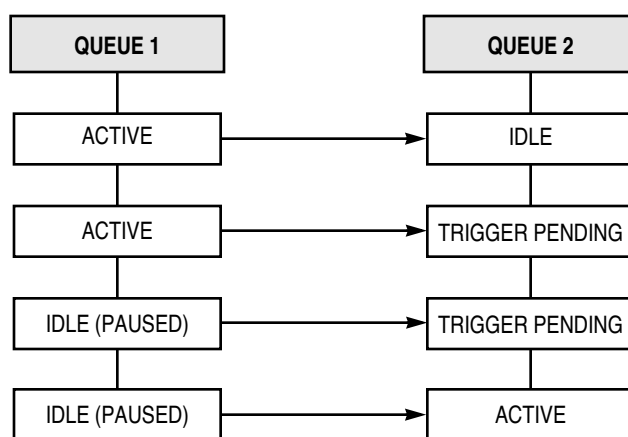 QUEUE 1
QUEUE 2
ACTIVE
IDLE
ACTIVE
TRIGGER PENDING
IDLE (PAUSED)
TRIGGER PENDING
IDLE (PAUSED)
ACTIVE